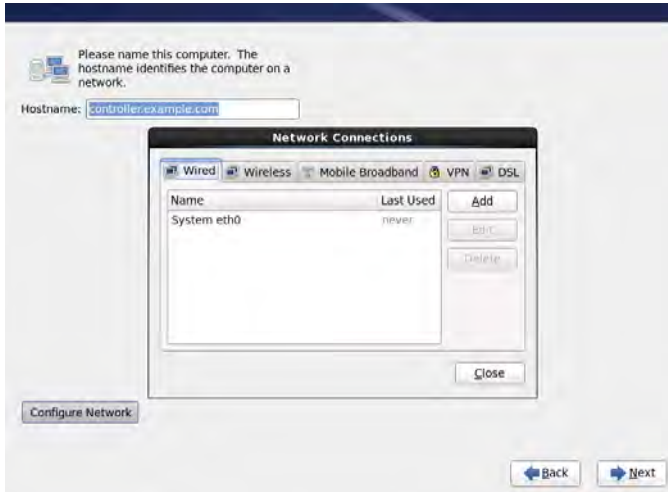 Please name this computer. The
hostname identifies the computer on a
network.
Hostname: controller.example.com
Network Connections
Wired Wireless Mobile Broadband VPN DSL
Name Last Used Add
System eth0 never Edit
Delete
Close
Configure Network
Back Next